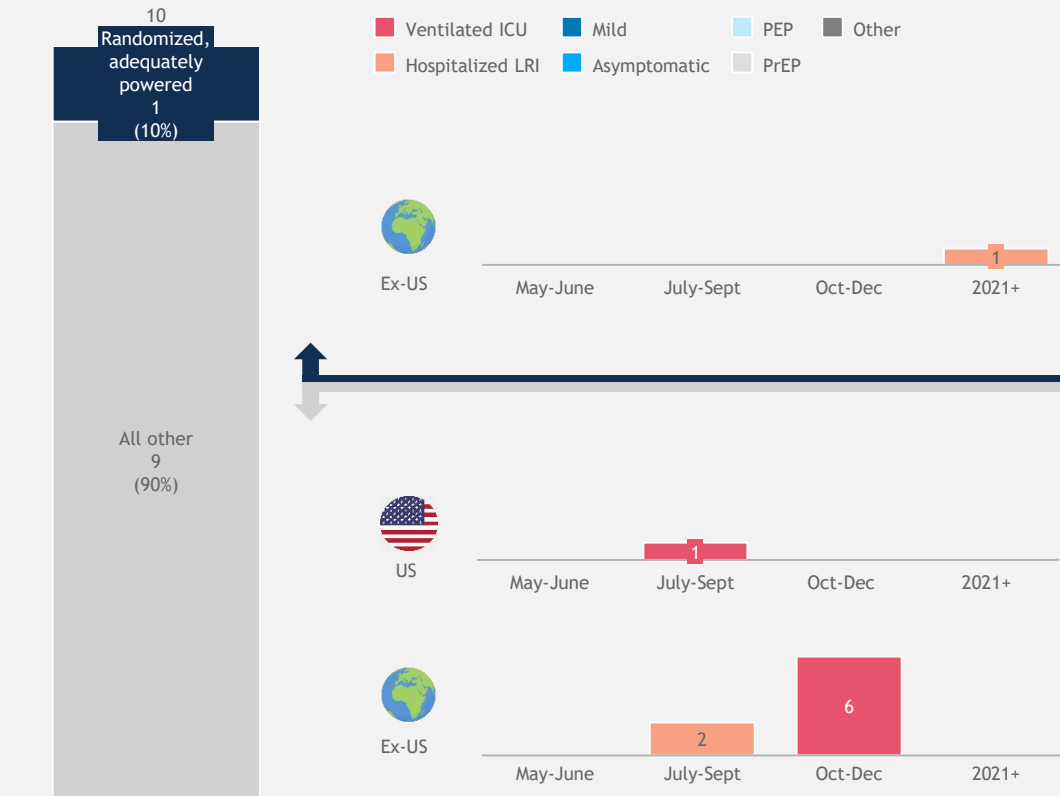 10
Randomized,
adequately
powered
1
(10%)
All other
9
(90%)
Ventilated ICU
Mild
PEP
Other
Hospitalized LRI
Asymptomatic
PrEP
1
Ex-US
May-June
July-Sept
Oct-Dec
2021+
1
US
May-June
July-Sept
Oct-Dec
2021+
6
2
Ex-US
May-June
July-Sept
Oct-Dec
2021+